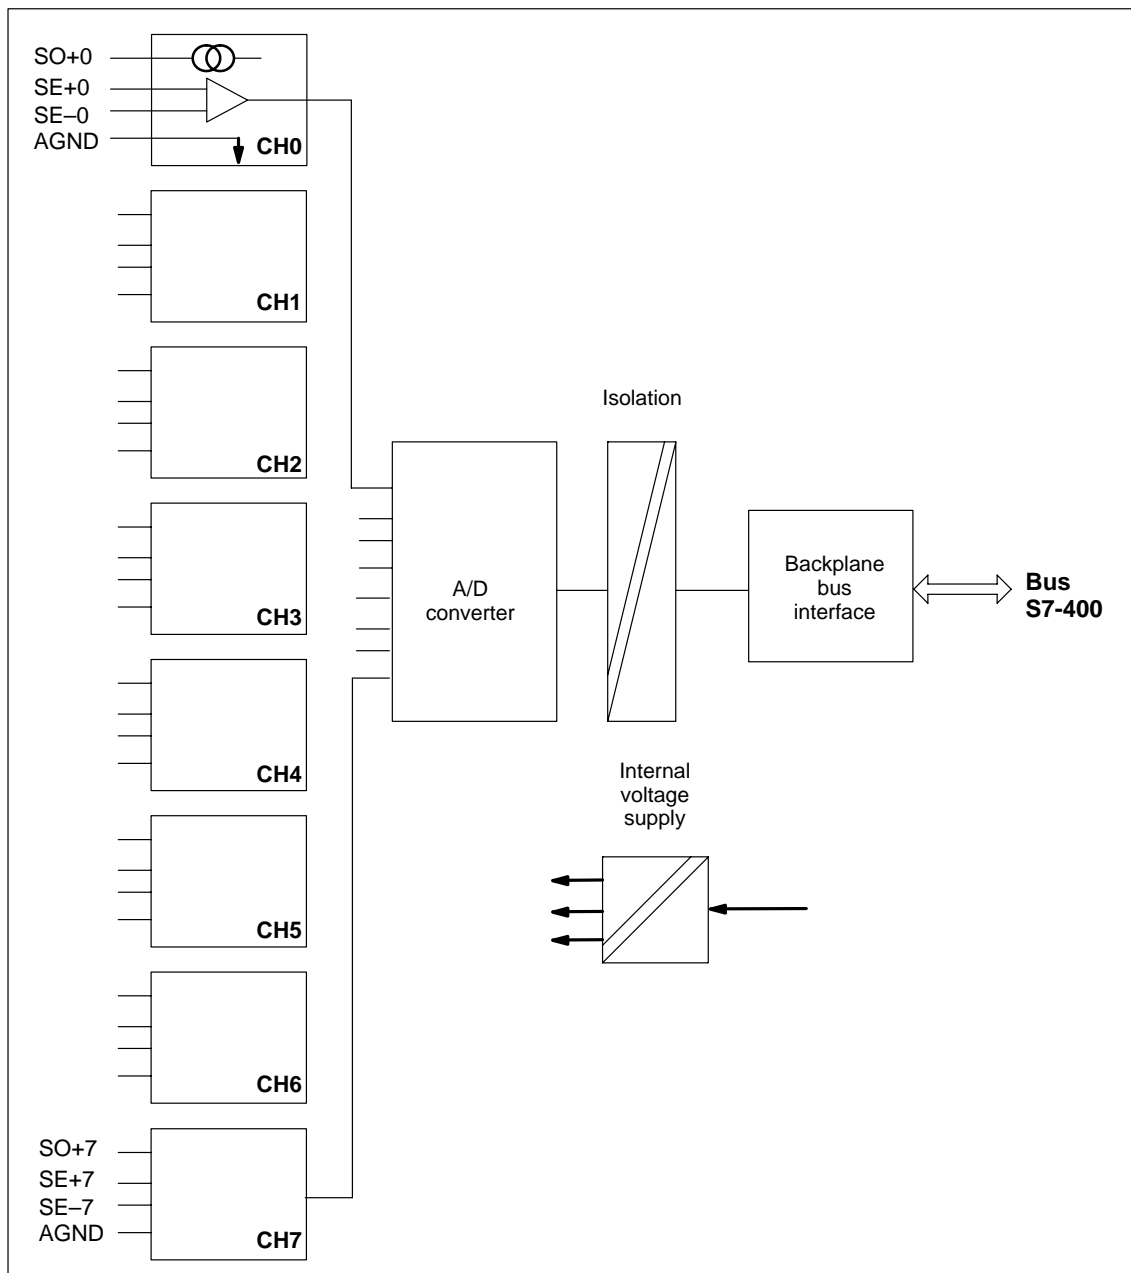 SO+0
SE+0
SE–0
AGND
CH0
CH1
CH2
CH3
CH4
CH5
CH6
SO+7
SE+7
SE–7
AGND
CH7
A/D
converter
Isolation
Backplane
bus
interface
Bus
S7-400
Internal
voltage
supply